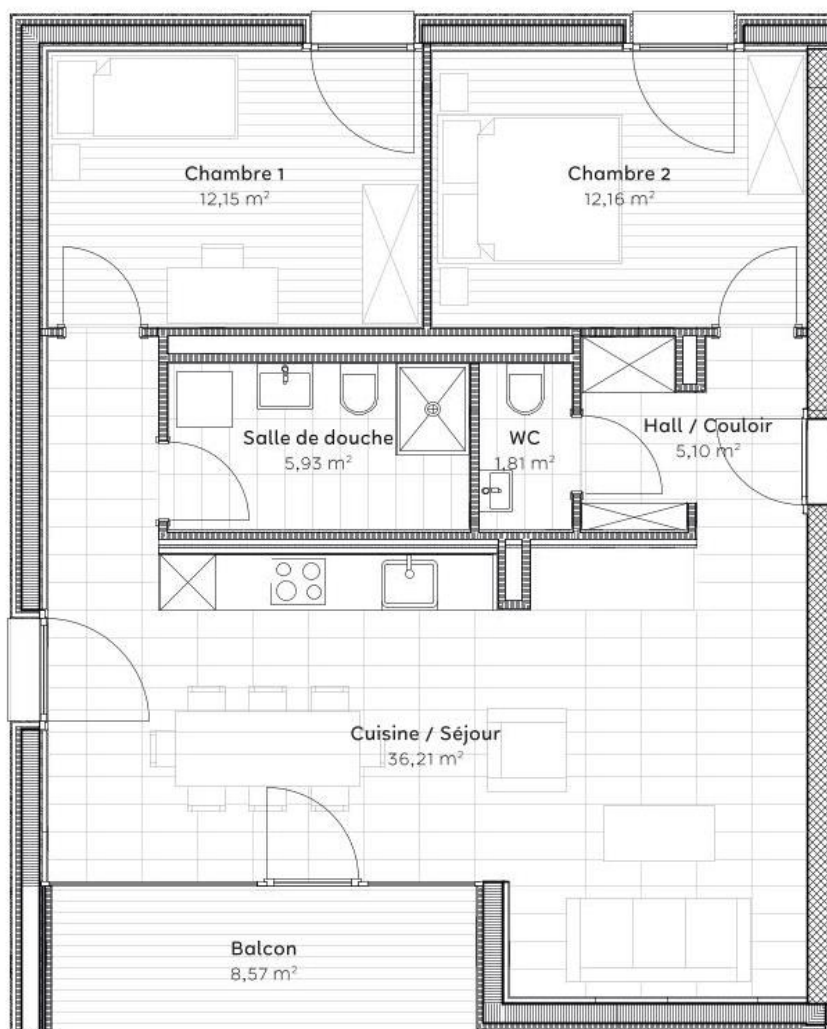 Chambre 1
12,15 m²
Chambre 2
12,16 m²
Salle de douche
5,93 m²
WC
1,81 m²
Hall / Couloir
5,10 m²
Cuisine / Séjour
36,21 m²
Balcon
8,57 m²